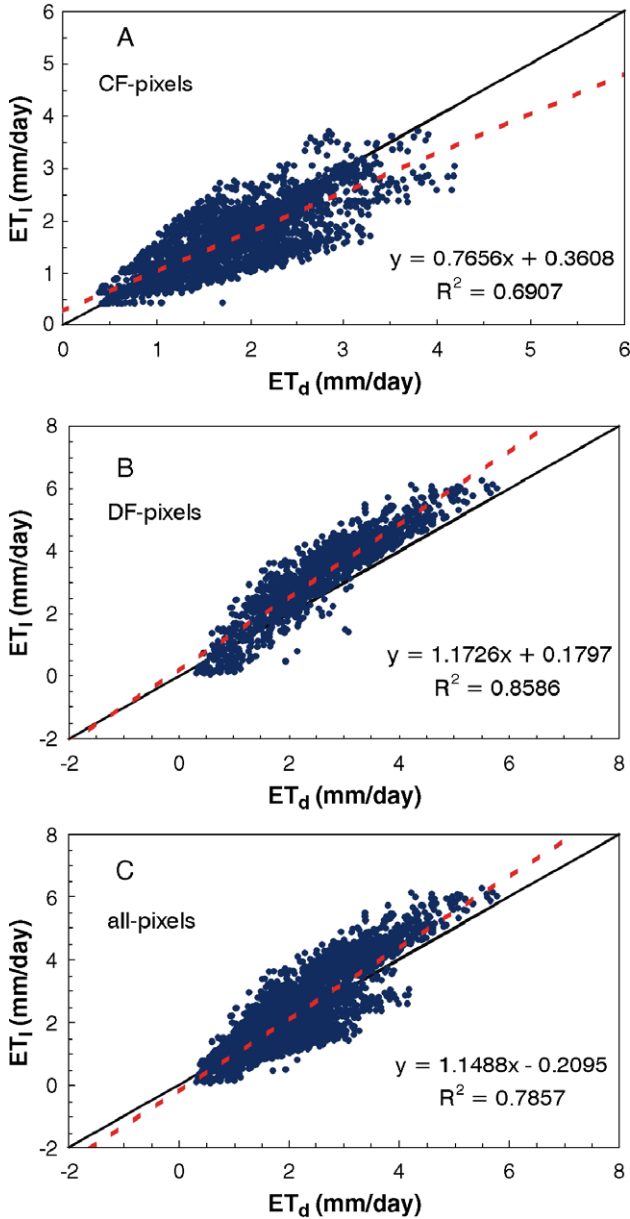 A
CF-pixels
6
5
4
3
2
1
0
ET_l (mm/day)
y = 0.7656x + 0.3608
R² = 0.6907
0 1 2 3 4 5 6
ET_d (mm/day)
B
DF-pixels
8
6
4
2
0
-2
ET_l (mm/day)
y = 1.1726x + 0.1797
R² = 0.8586
-2 0 2 4 6 8
ET_d (mm/day)
C
all-pixels
8
6
4
2
0
-2
ET_l (mm/day)
y = 1.1488x - 0.2095
R² = 0.7857
-2 0 2 4 6 8
ET_d (mm/day)